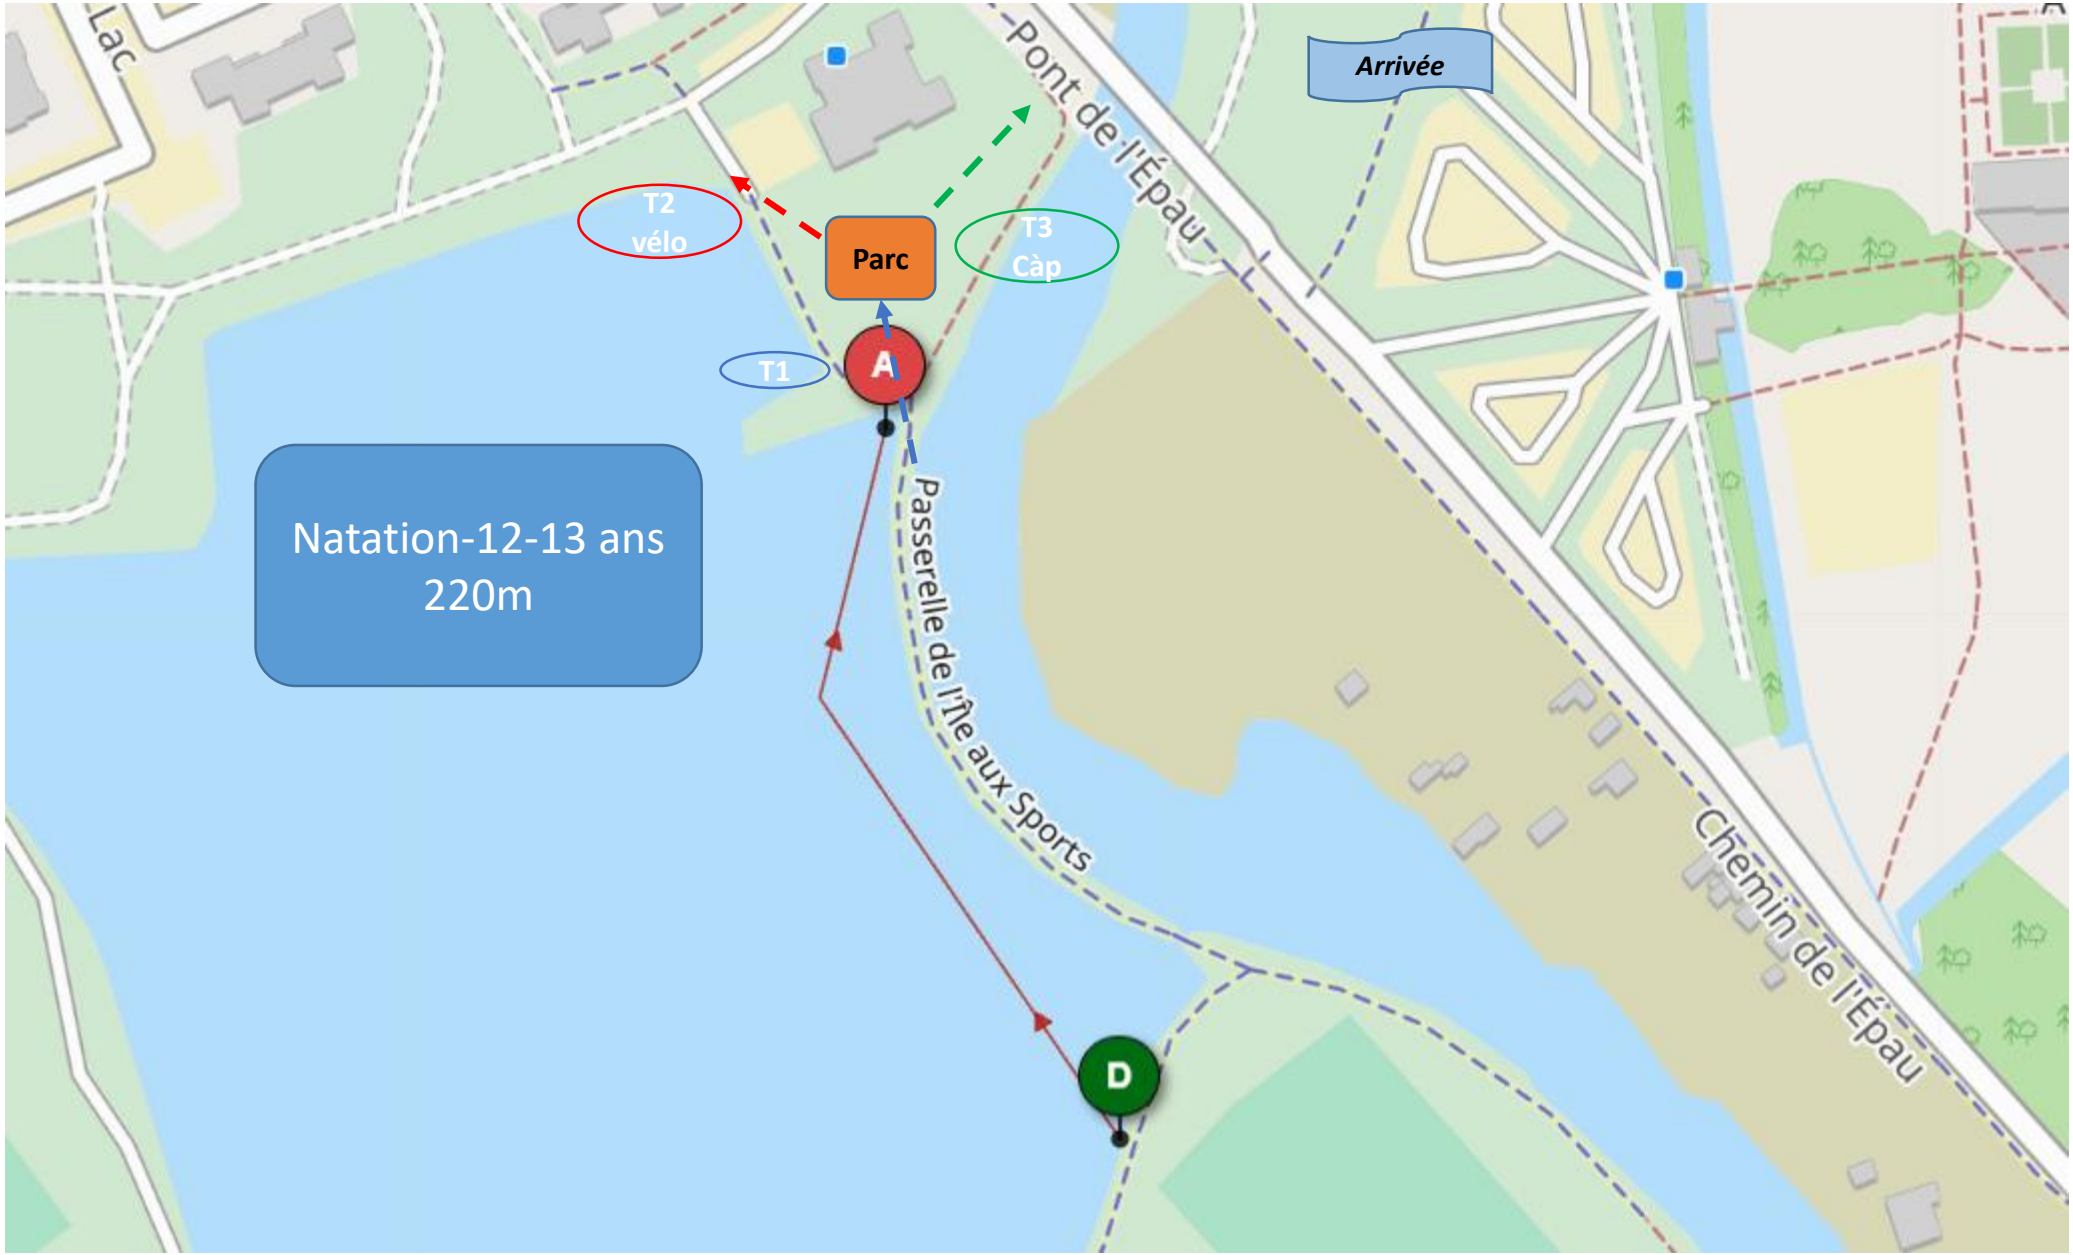 Lac
Pont de l'Épau
Arrivée
A
T2
vélo
Parc
T3
Càp
T1
A
Natation-12-13 ans
220m
Passerelle de l'Île aux Sports
Chemin de l'Épau
D